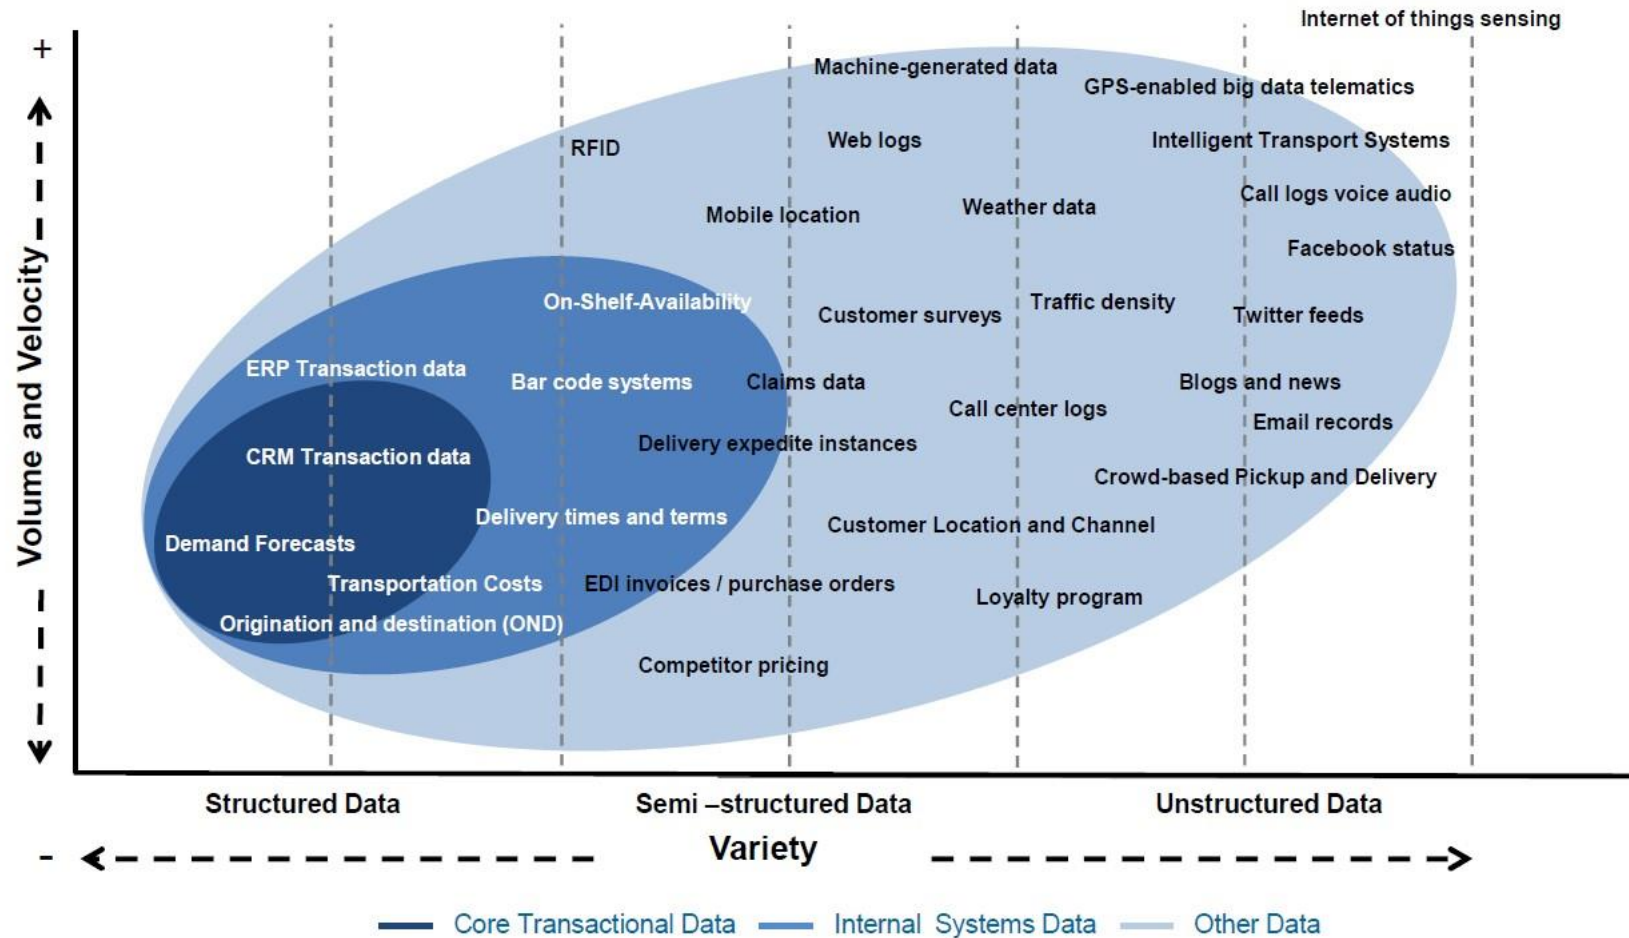 Internet of things sensing
+
Machine-generated data
GPS-enabled big data telematics
RFID
Web logs
Intelligent Transport Systems
Mobile location
Weather data
Call logs voice audio
Facebook status
Volume and Velocity
On-Shelf-Availability
Customer surveys
Traffic density
Twitter feeds
ERP Transaction data
Bar code systems
Claims data
Blogs and news
Call center logs
Email records
CRM Transaction data
Delivery expedite instances
Crowd-based Pickup and Delivery
Delivery times and terms
Customer Location and Channel
Demand Forecasts
Transportation Costs
EDI invoices / purchase orders
Loyalty program
Origination and destination (OND)
Competitor pricing
Structured Data
Semi –structured Data
Unstructured Data
-
Variety
Core Transactional Data
Internal Systems Data
Other Data